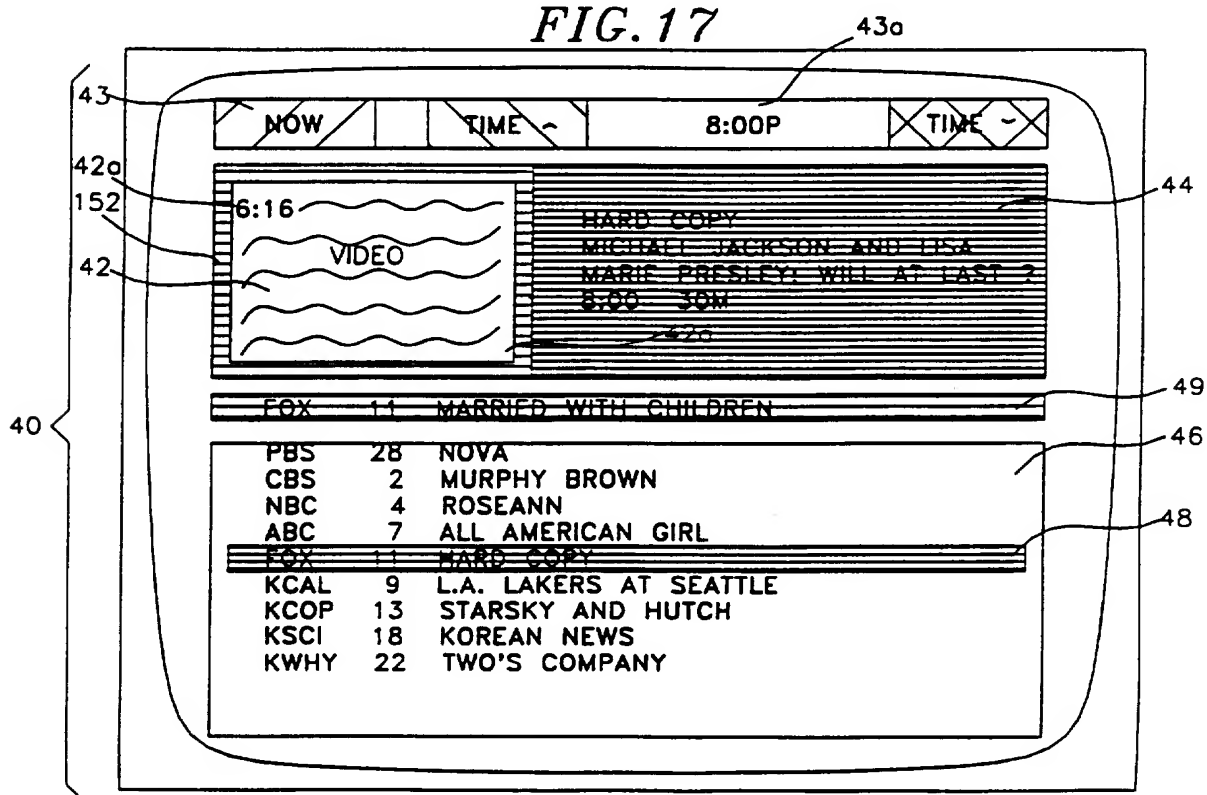 FIG. 17
43a
43
NOW TIME ~ 8:00P TIME ~
42a
152
42
6:16
VIDEO
44
HARD COPY
MICHAEL JACKSON AND LISA
MARIE PRESLEY: WILL AT LAST ?
8:00 30M
42a
49
FOX 11 MARRIED WITH CHILDREN
40
46
PBS 28 NOVA
CBS 2 MURPHY BROWN
NBC 4 ROSEANN
ABC 7 ALL AMERICAN GIRL
48
FOX 11 HARD COPY
KCAL 9 L.A. LAKERS AT SEATTLE
KCOP 13 STARSKY AND HUTCH
KSCI 18 KOREAN NEWS
KWHY 22 TWO'S COMPANY